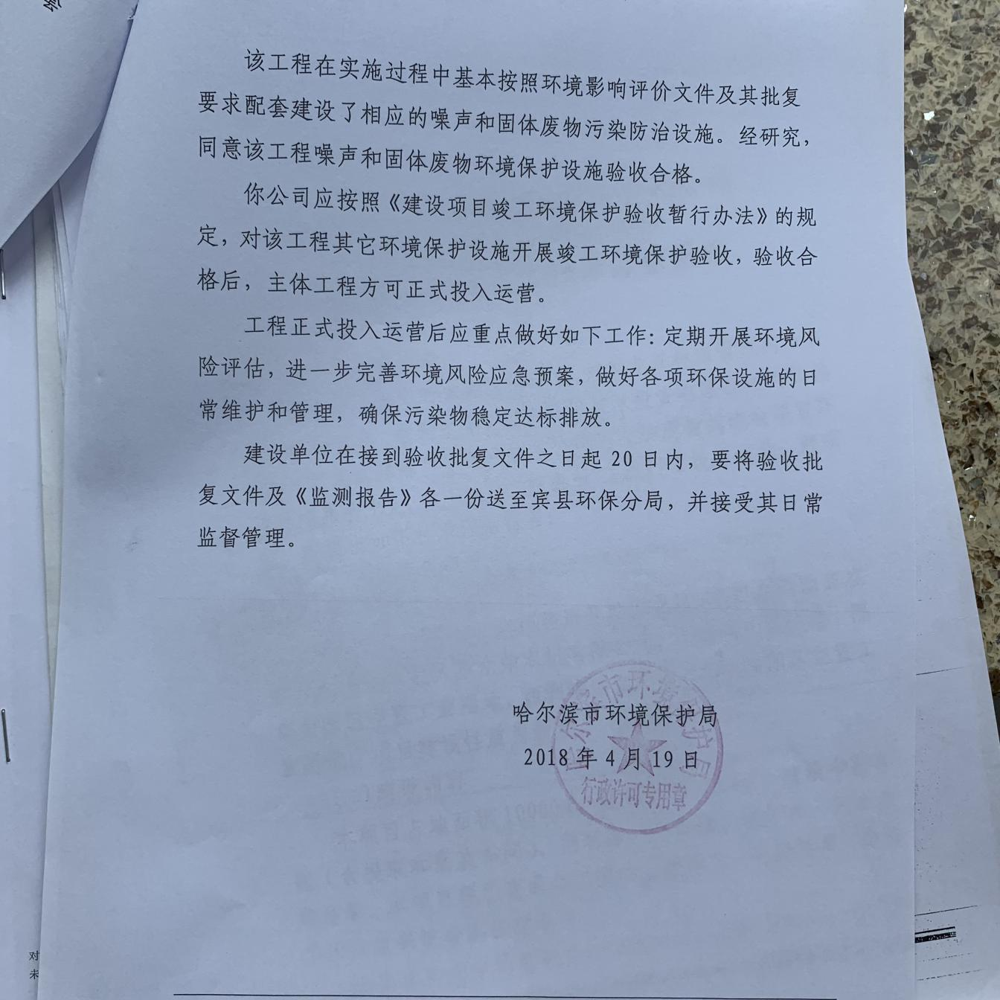 该工程在实施过程中基本按照环境影响评价文件及其批复
要求配套建设了相应的噪声和固体废物污染防治设施。经研究，
同意该工程噪声和固体废物环境保护设施验收合格。
你公司应按照《建设项目竣工环境保护验收暂行办法》的规
定，对该工程其它环境保护设施开展竣工环境保护验收，验收合
格后，主体工程方可正式投入运营。
工程正式投入运营后应重点做好如下工作：定期开展环境风
险评估，进一步完善环境风险应急预案，做好各项环保设施的日
常维护和管理，确保污染物稳定达标排放。
建设单位在接到验收批复文件之日起 20 日内，要将验收批
复文件及《监测报告》各一份送至宾县环保分局，并接受其日常
监督管理。
哈尔滨市环境保护局
哈尔滨市环境保护局
2018 年 4 月 19 日
行政许可专用章
对
未